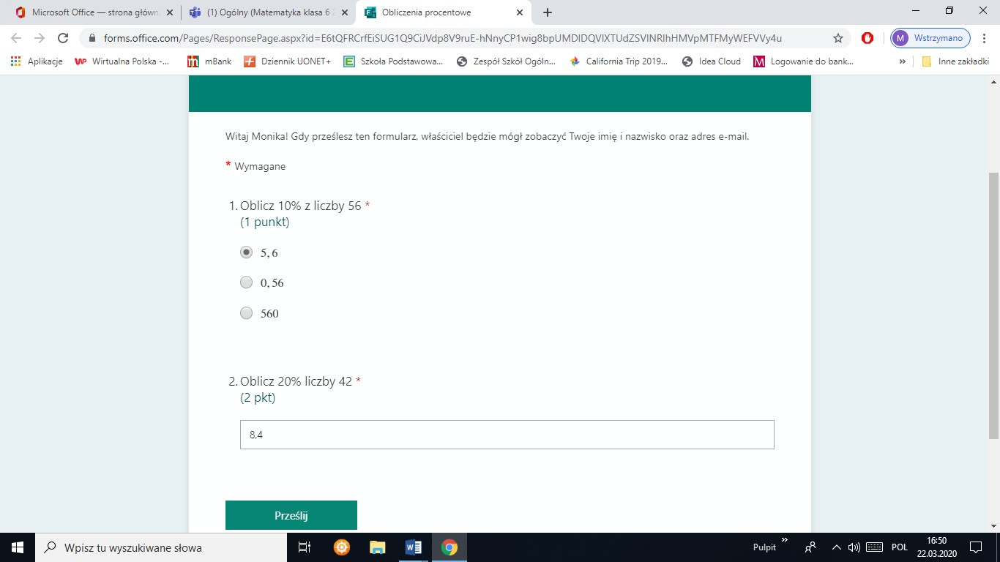 Microsoft Office — strona główn
(1) Ogólny (Matematyka klasa 6 2
Obliczenia procentowe
forms.office.com/Pages/ResponsePage.aspx?id=E6tQFRCrfEiSUG1Q9CiJVdp8V9ruE-hNnyCP1wig8bpUMDlDQVlXTUdZSVlNRlhHMVpMTFMyWEFVVy4u
M Wstrzymano
Aplikacje
WP Wirtualna Polska -...
m mBank
Dziennik UONET+
E Szkoła Podstawowa...
Zespół Szkół Ogóln...
California Trip 2019...
Idea Cloud
M Logowanie do bank...
»
Inne zakładki
Witaj Monika! Gdy prześlesz ten formularz, właściciel będzie mógł zobaczyć Twoje imię i nazwisko oraz adres e-mail.
* Wymagane
1. Oblicz 10% z liczby 56 *
(1 punkt)
5, 6
0, 56
560
2. Oblicz 20% liczby 42 *
(2 pkt)
8,4
Prześlij
Wpisz tu wyszukiwane słowa
Pulpit »
POL
16:50
22.03.2020